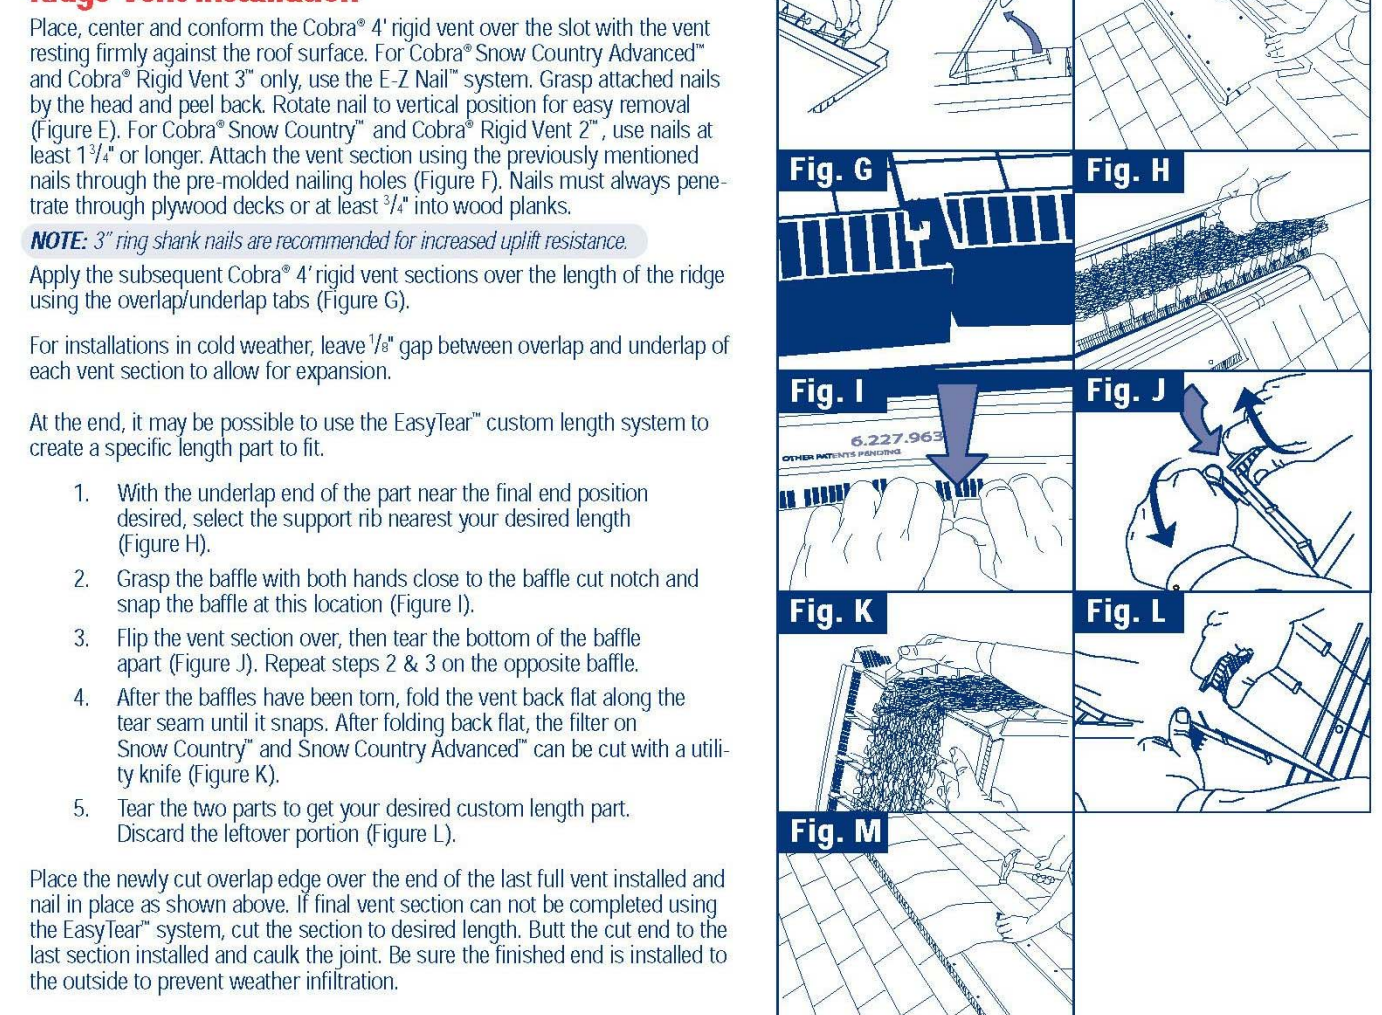 Ridge Vent Installation
Place, center and conform the Cobra® 4' rigid vent over the slot with the vent
resting firmly against the roof surface. For Cobra® Snow Country Advanced™
and Cobra® Rigid Vent 3™ only, use the E-Z Nail™ system. Grasp attached nails
by the head and peel back. Rotate nail to vertical position for easy removal
(Figure E). For Cobra® Snow Country™ and Cobra® Rigid Vent 2™, use nails at
least 1 3/4" or longer. Attach the vent section using the previously mentioned
nails through the pre-molded nailing holes (Figure F). Nails must always pene-
trate through plywood decks or at least 3/4" into wood planks.
NOTE: 3" ring shank nails are recommended for increased uplift resistance.
Apply the subsequent Cobra® 4' rigid vent sections over the length of the ridge
using the overlap/underlap tabs (Figure G).
For installations in cold weather, leave 1/8" gap between overlap and underlap of
each vent section to allow for expansion.
At the end, it may be possible to use the EasyTear™ custom length system to
create a specific length part to fit.
1. With the underlap end of the part near the final end position
desired, select the support rib nearest your desired length
(Figure H).
2. Grasp the baffle with both hands close to the baffle cut notch and
snap the baffle at this location (Figure I).
3. Flip the vent section over, then tear the bottom of the baffle
apart (Figure J). Repeat steps 2 & 3 on the opposite baffle.
4. After the baffles have been torn, fold the vent back flat along the
tear seam until it snaps. After folding back flat, the filter on
Snow Country™ and Snow Country Advanced™ can be cut with a utili-
ty knife (Figure K).
5. Tear the two parts to get your desired custom length part.
Discard the leftover portion (Figure L).
Place the newly cut overlap edge over the end of the last full vent installed and
nail in place as shown above. If final vent section can not be completed using
the EasyTear™ system, cut the section to desired length. Butt the cut end to the
last section installed and caulk the joint. Be sure the finished end is installed to
the outside to prevent weather infiltration.
Fig. G
Fig. H
Fig. I
6.227.963
OTHER PATENTS PENDING
Fig. J
Fig. K
Fig. L
Fig. M